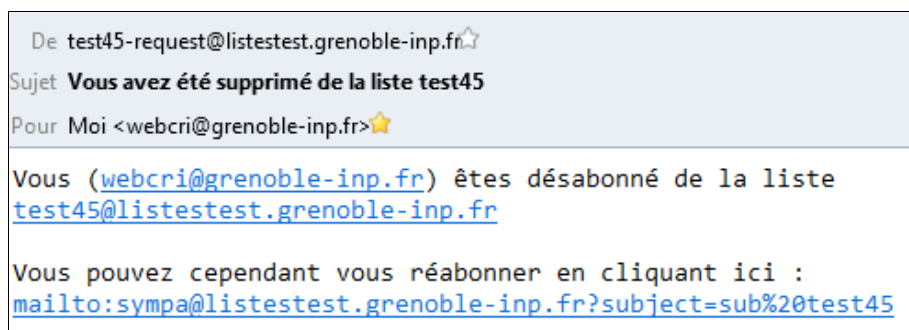 De test45-request@listestest.grenoble-inp.fr
Sujet Vous avez été supprimé de la liste test45
Pour Moi <webcri@grenoble-inp.fr>
Vous (webcri@grenoble-inp.fr) êtes désabonné de la liste
test45@listestest.grenoble-inp.fr
Vous pouvez cependant vous réabonner en cliquant ici :
mailto:sympa@listestest.grenoble-inp.fr?subject=sub%20test45